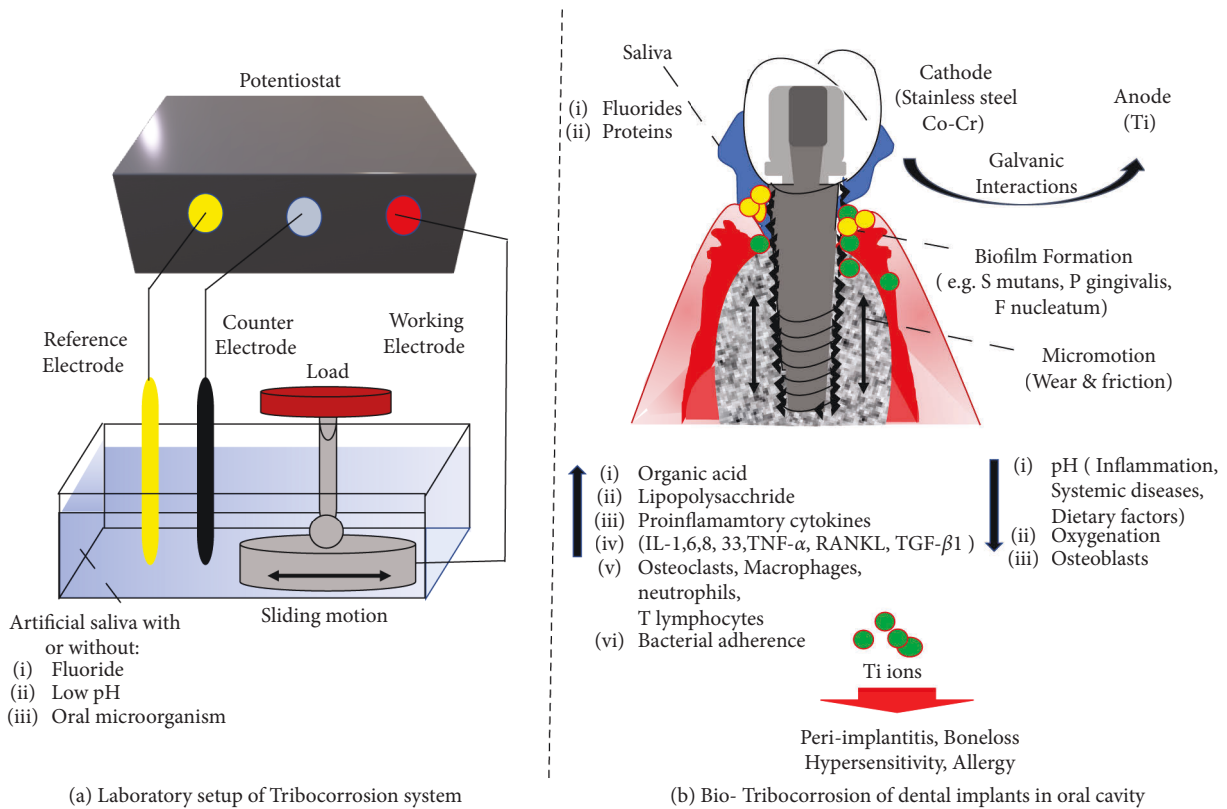 Potentiostat
Reference
Electrode
Counter
Electrode
Working
Electrode
Load
Sliding motion
Artificial saliva with
or without:
(i) Fluoride
(ii) Low pH
(iii) Oral microorganism
(a) Laboratory setup of Tribocorrosion system
Saliva
(i) Fluorides
(ii) Proteins
Cathode
(Stainless steel
Co-Cr)
Anode
(Ti)
Galvanic
Interactions
Biofilm Formation
( e.g. S mutans, P gingivalis,
F nucleatum)
Micromotion
(Wear & friction)
(i) Organic acid
(ii) Lipopolysacchride
(iii) Proinflamamtory cytokines
(iv) (IL-1,6,8, 33,TNF-α, RANKL, TGF-β1 )
(v) Osteoclasts, Macrophages,
neutrophils,
T lymphocytes
(vi) Bacterial adherence
(i) pH ( Inflammation,
Systemic diseases,
Dietary factors)
(ii) Oxygenation
(iii) Osteoblasts
Ti ions
Peri-implantitis, Boneloss
Hypersensitivity, Allergy
(b) Bio- Tribocorrosion of dental implants in oral cavity